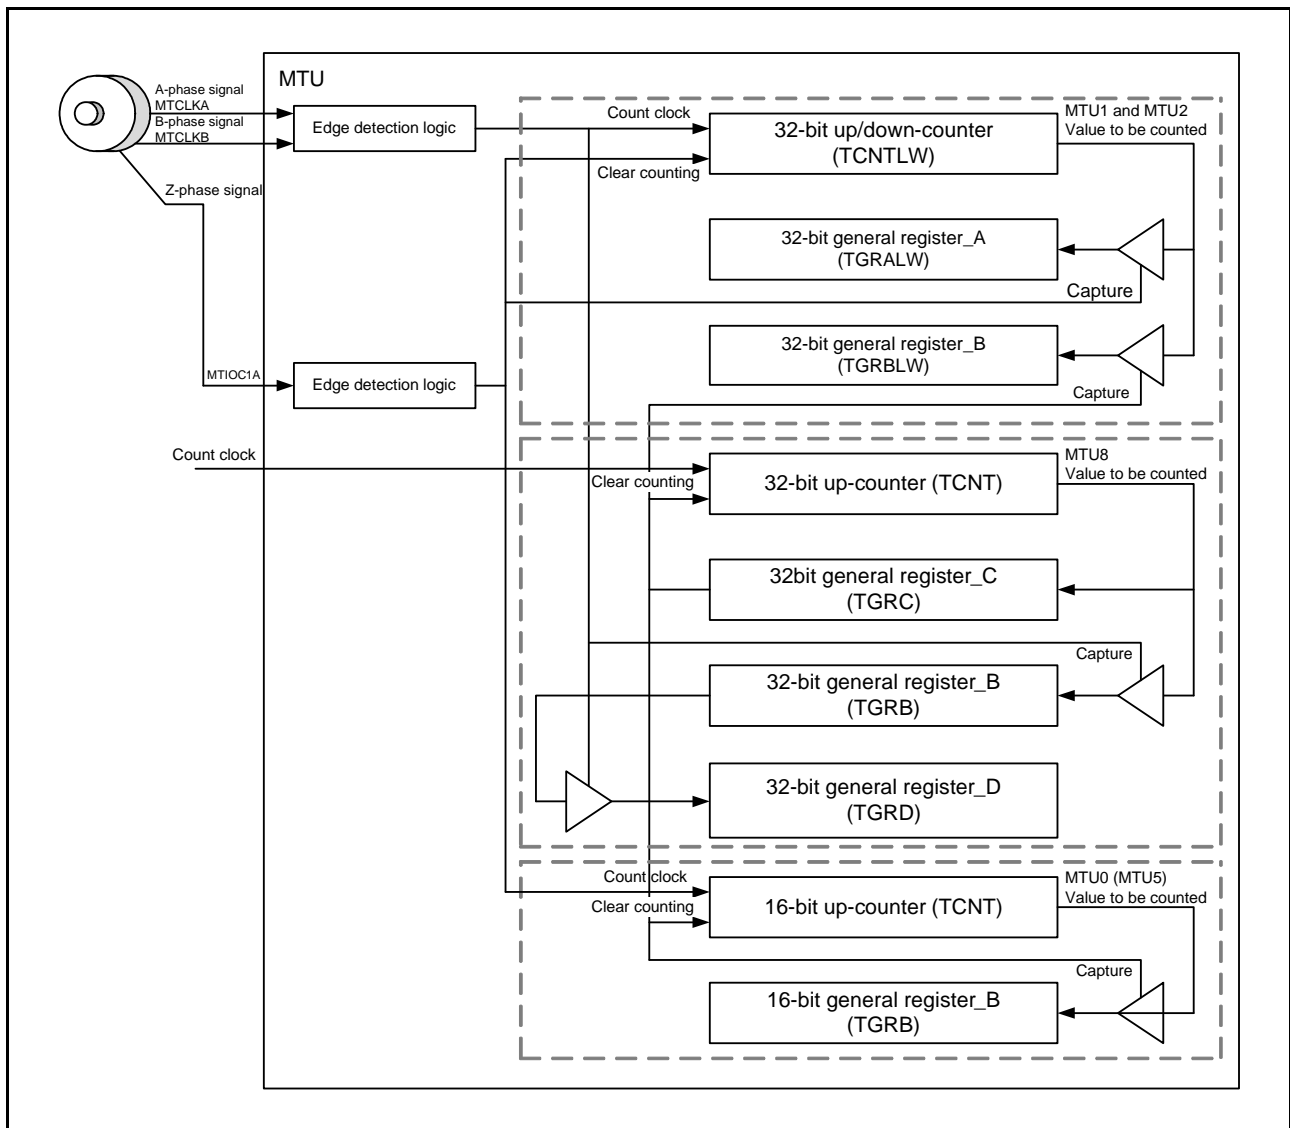 MTU
A-phase signal
MTCLKA
B-phase signal
MTCLKB
Z-phase signal
Edge detection logic
Count clock
Clear counting
32-bit up/down-counter
(TCNTLW)
MTU1 and MTU2
Value to be counted
32-bit general register_A
(TGRALW)
Capture
32-bit general register_B
(TGRBLW)
Capture
MTIOC1A
Edge detection logic
Count clock
Clear counting
32-bit up-counter (TCNT)
MTU8
Value to be counted
32bit general register_C
(TGRC)
Capture
32-bit general register_B
(TGRB)
32-bit general register_D
(TGRD)
Count clock
Clear counting
16-bit up-counter (TCNT)
MTU0 (MTU5)
Value to be counted
Capture
16-bit general register_B
(TGRB)